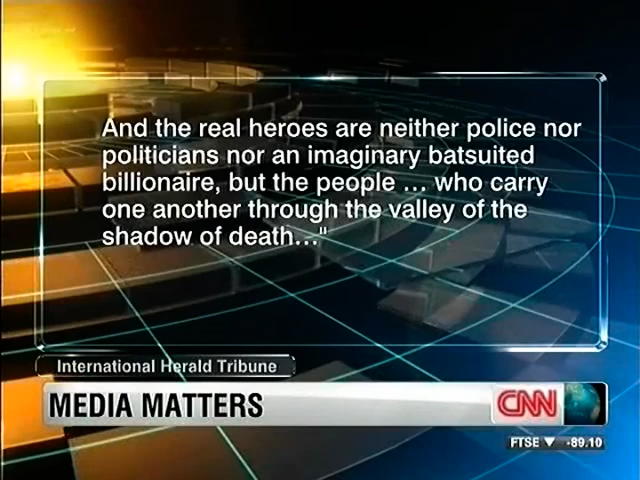 And the real heroes are neither police nor
politicians nor an imaginary batsuited
billionaire, but the people ... who carry
one another through the valley of the
shadow of death..."
International Herald Tribune
MEDIA MATTERS
CNN
FTSE ▼ -89.10